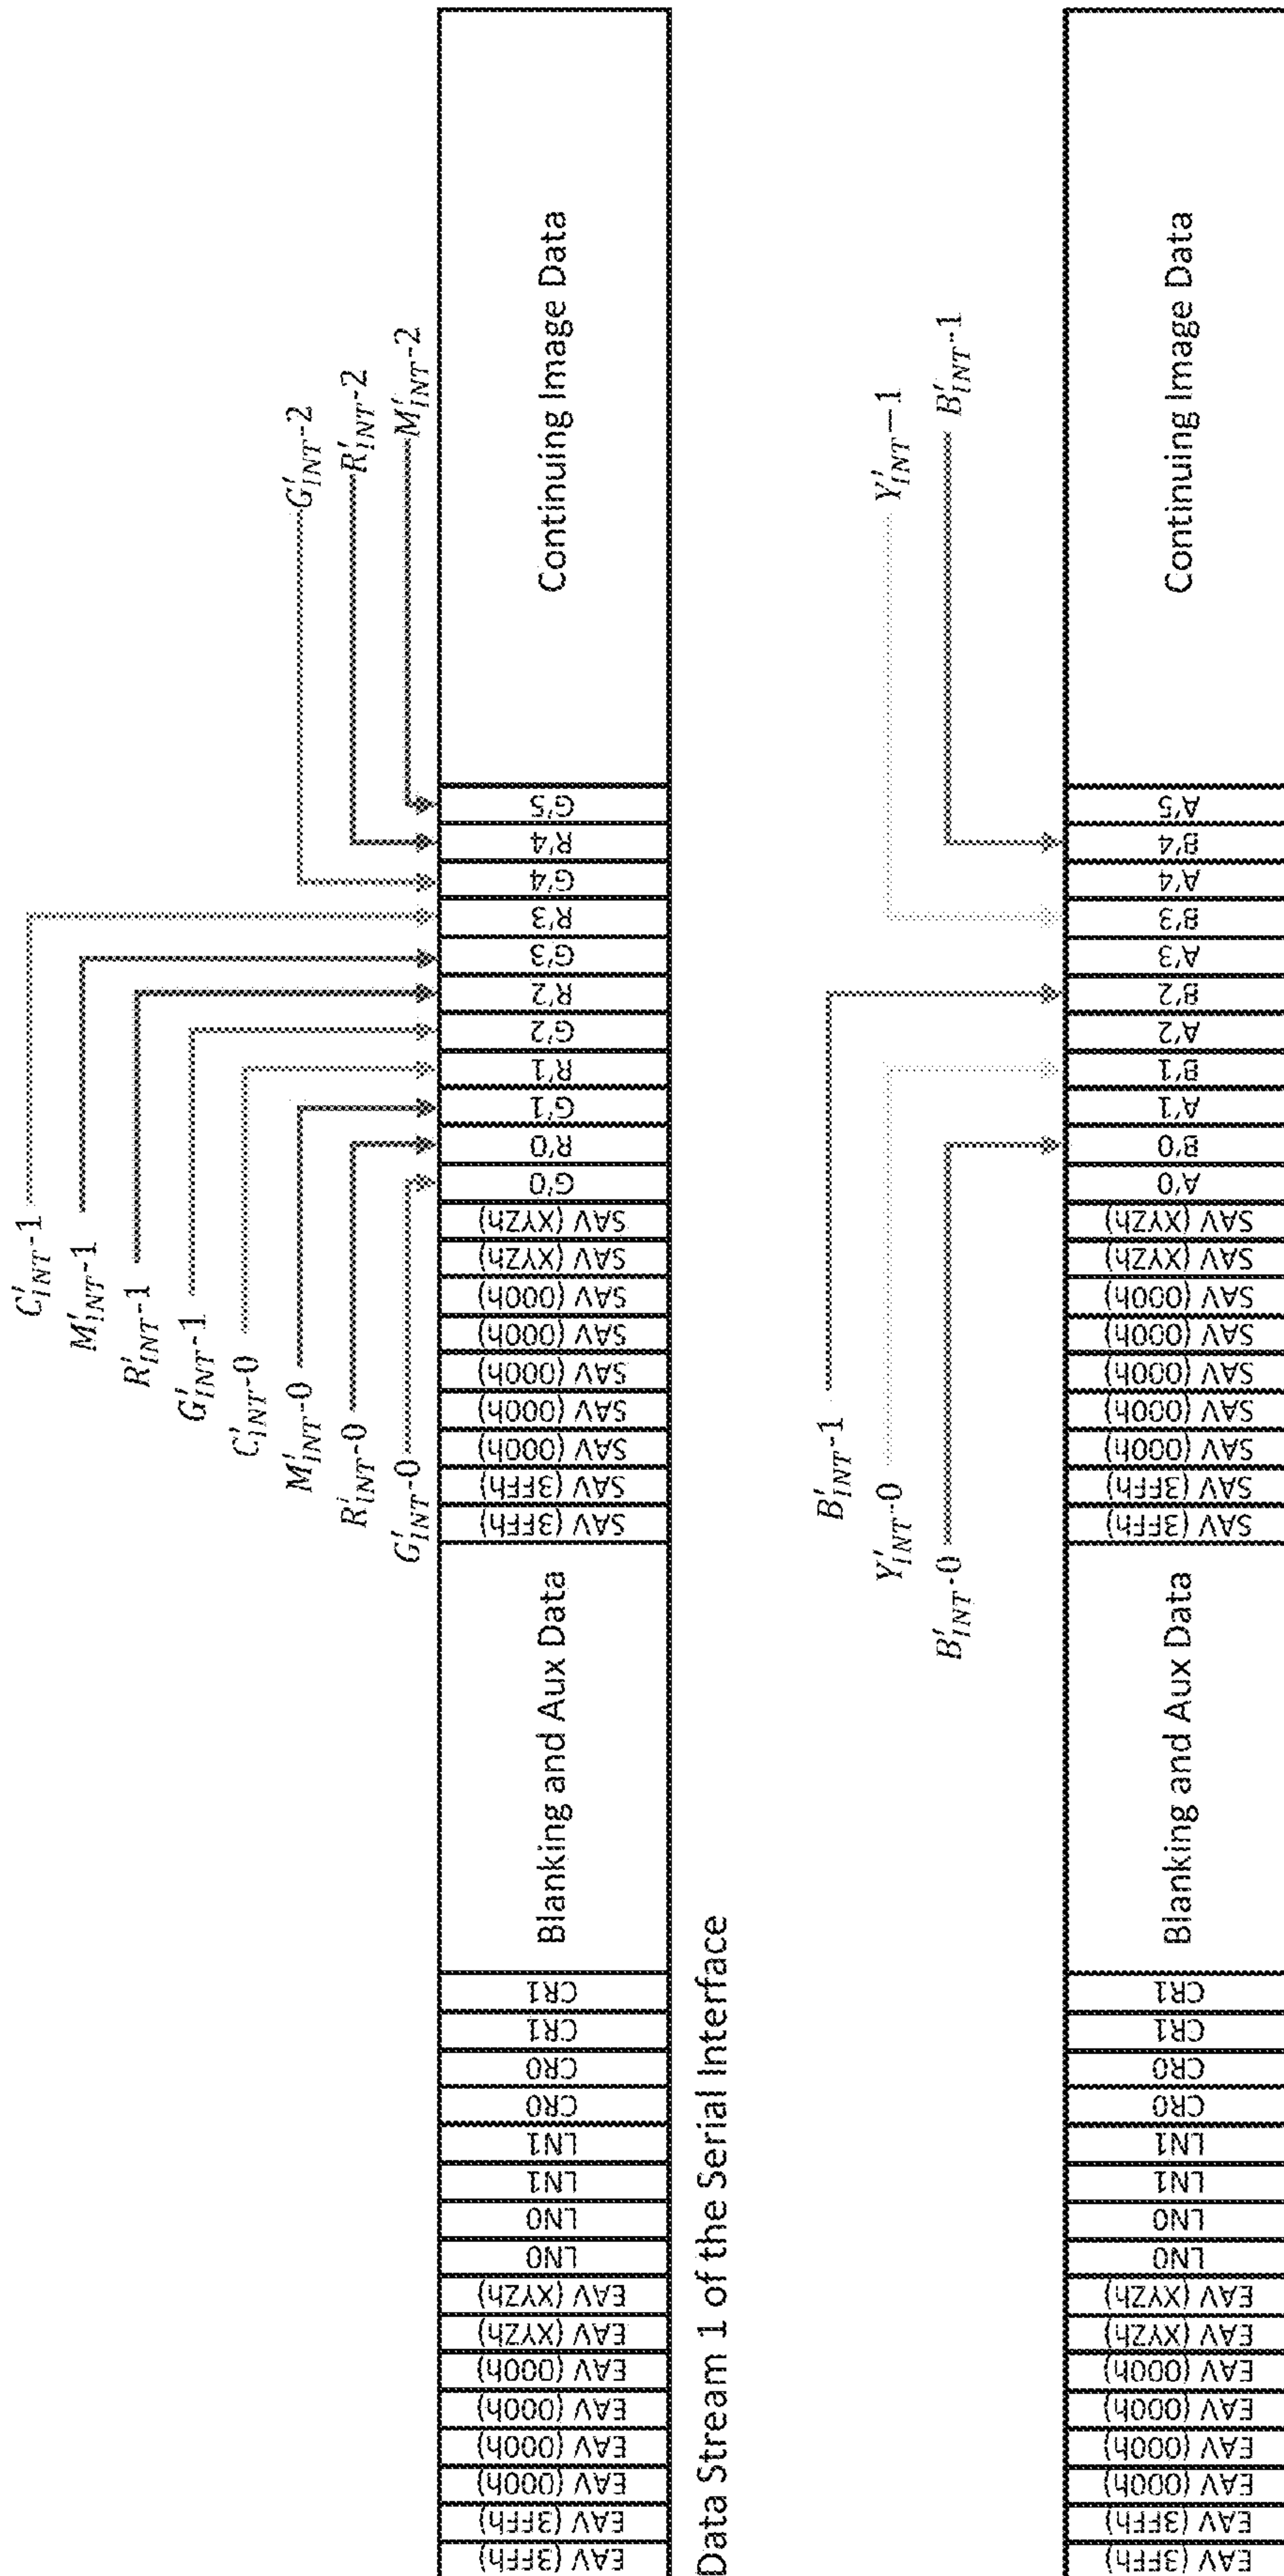 C'INT-1
M'INT-1
R'INT-1
G'INT-1
C'INT-0
M'INT-0
G'INT-2
R'INT-0
R'INT-2
G'INT-0
M'INT-2
EAV (3FFh)
EAV (3FFh)
EAV (000h)
EAV (000h)
EAV (000h)
EAV (000h)
EAV (XYZh)
EAV (XYZh)
LN0
LN0
LN1
LN1
CR0
CR0
CR1
CR1
Blanking and Aux Data
SAV (3FFh)
SAV (3FFh)
SAV (000h)
SAV (000h)
SAV (000h)
SAV (000h)
SAV (000h)
SAV (XYZh)
SAV (XYZh)
G'0
R'0
G'1
R'1
G'2
R'2
G'3
R'3
G'4
R'4
G'5
Continuing Image Data
Data Stream 1 of the Serial Interface
B'INT-1
Y'INT-0
Y'INT-1
B'INT-0
B'INT-1
EAV (3FFh)
EAV (3FFh)
EAV (000h)
EAV (000h)
EAV (000h)
EAV (000h)
EAV (XYZh)
EAV (XYZh)
LN0
LN0
LN1
LN1
CR0
CR0
CR1
CR1
Blanking and Aux Data
SAV (3FFh)
SAV (3FFh)
SAV (000h)
SAV (000h)
SAV (000h)
SAV (000h)
SAV (000h)
SAV (XYZh)
SAV (XYZh)
A'0
B'0
A'1
B'1
A'2
B'2
A'3
B'3
A'4
B'4
A'5
Continuing Image Data